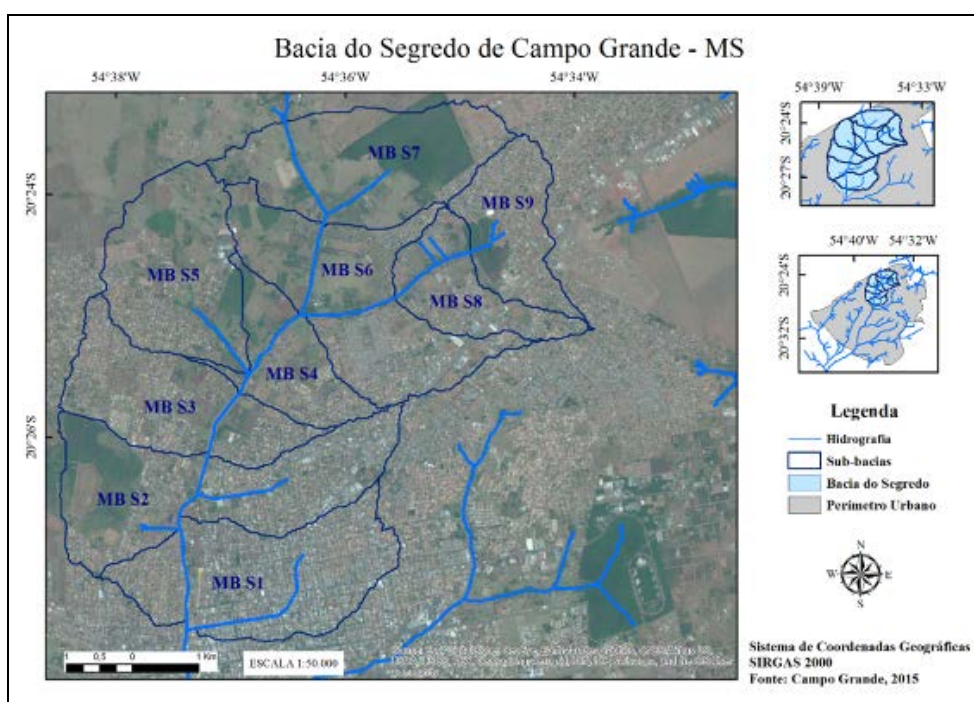 Bacia do Segredo de Campo Grande - MS
54°38'W
54°36'W
54°34'W
20°24'S
20°26'S
MB S7
MB S9
MB S6
MB S5
MB S8
MB S4
MB S3
MB S2
MB S1
1 0,5 0 1 Km
ESCALA 1:50.000
54°39'W 54°33'W
20°24'S
20°27'S
54°40'W 54°32'W
20°24'S
20°32'S
Legenda
Hidrografia
Sub-bacias
Bacia do Segredo
Perímetro Urbano
N
W E
S
Sistema de Coordenadas Geográficas
SIRGAS 2000
Fonte: Campo Grande, 2015